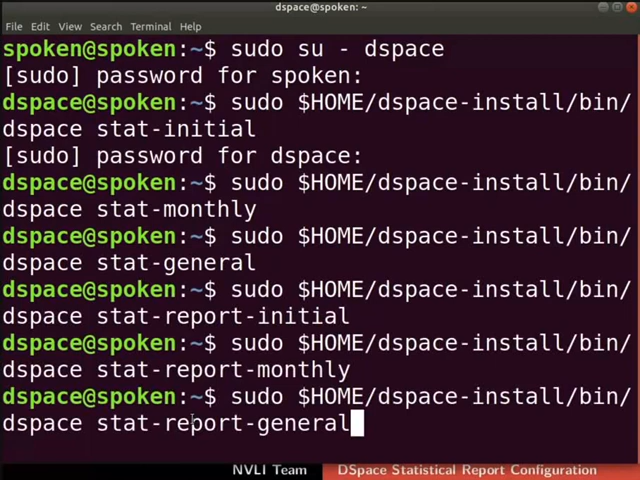 dspace@spoken: ~
File Edit View Search Terminal Help
spoken@spoken:~$ sudo su - dspace
[sudo] password for spoken:
dspace@spoken:~$ sudo $HOME/dspace-install/bin/
dspace stat-initial
[sudo] password for dspace:
dspace@spoken:~$ sudo $HOME/dspace-install/bin/
dspace stat-monthly
dspace@spoken:~$ sudo $HOME/dspace-install/bin/
dspace stat-general
dspace@spoken:~$ sudo $HOME/dspace-install/bin/
dspace stat-report-initial
dspace@spoken:~$ sudo $HOME/dspace-install/bin/
dspace stat-report-monthly
dspace@spoken:~$ sudo $HOME/dspace-install/bin/
dspace stat-report-general
NVLI Team DSpace Statistical Report Configuration